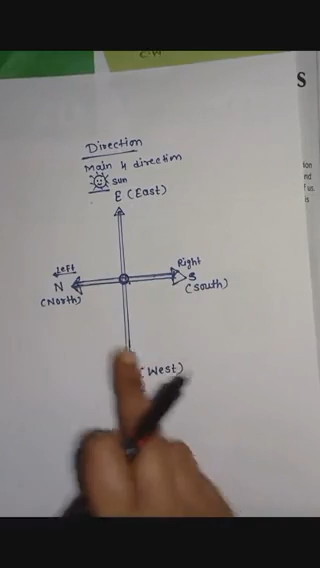 S
Direction
Main 4 direction
sun
E (East)
Left
Right
N
S
(North)
(South)
(West)